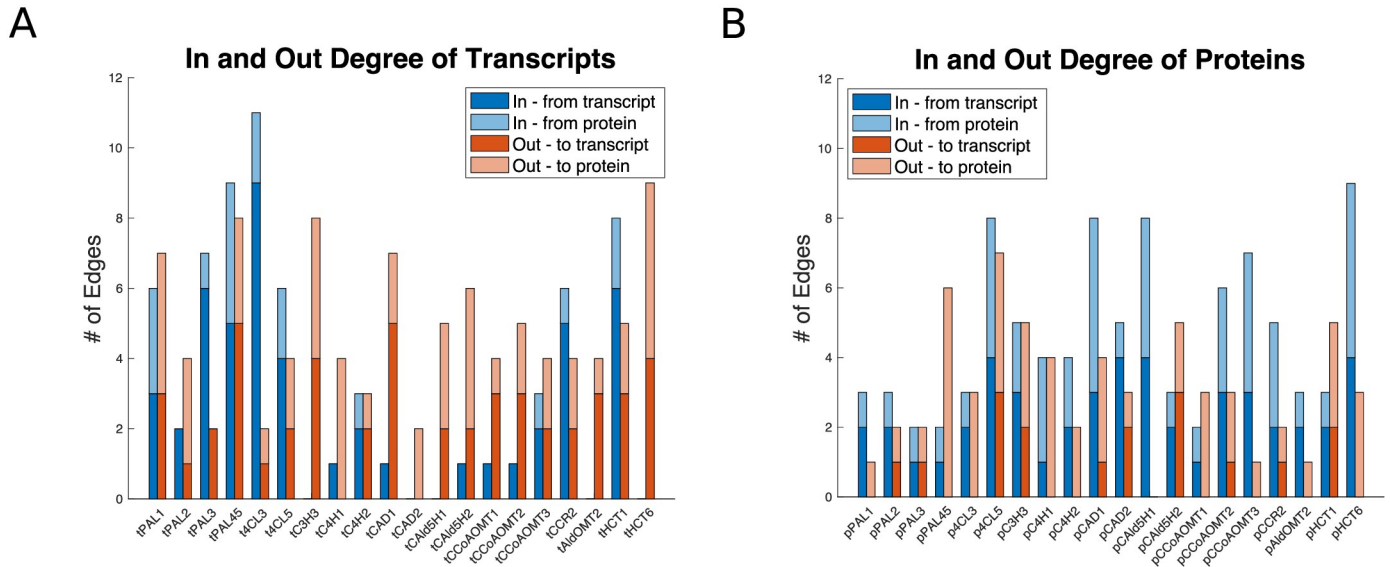 A
In and Out Degree of Transcripts
In - from transcript
In - from protein
Out - to transcript
Out - to protein
# of Edges
12
10
8
6
4
2
0
tPAL1
tPAL2
tPAL3
tPAL45
t4CL3
t4CL5
tC3H3
tC4H1
tC4H2
tCAD1
tCAD2
tCAld5H1
tCAld5H2
tCCoAOMT1
tCCoAOMT2
tCCoAOMT3
tCCR2
tAldOMT2
tHCT1
tHCT6
B
In and Out Degree of Proteins
In - from transcript
In - from protein
Out - to transcript
Out - to protein
# of Edges
12
10
8
6
4
2
0
pPAL1
pPAL2
pPAL3
pPAL45
p4CL3
p4CL5
pC3H3
pC4H1
pC4H2
pCAD1
pCAD2
pCAld5H1
pCAld5H2
pCCoAOMT1
pCCoAOMT2
pCCoAOMT3
pCCR2
pAldOMT2
pHCT1
pHCT6